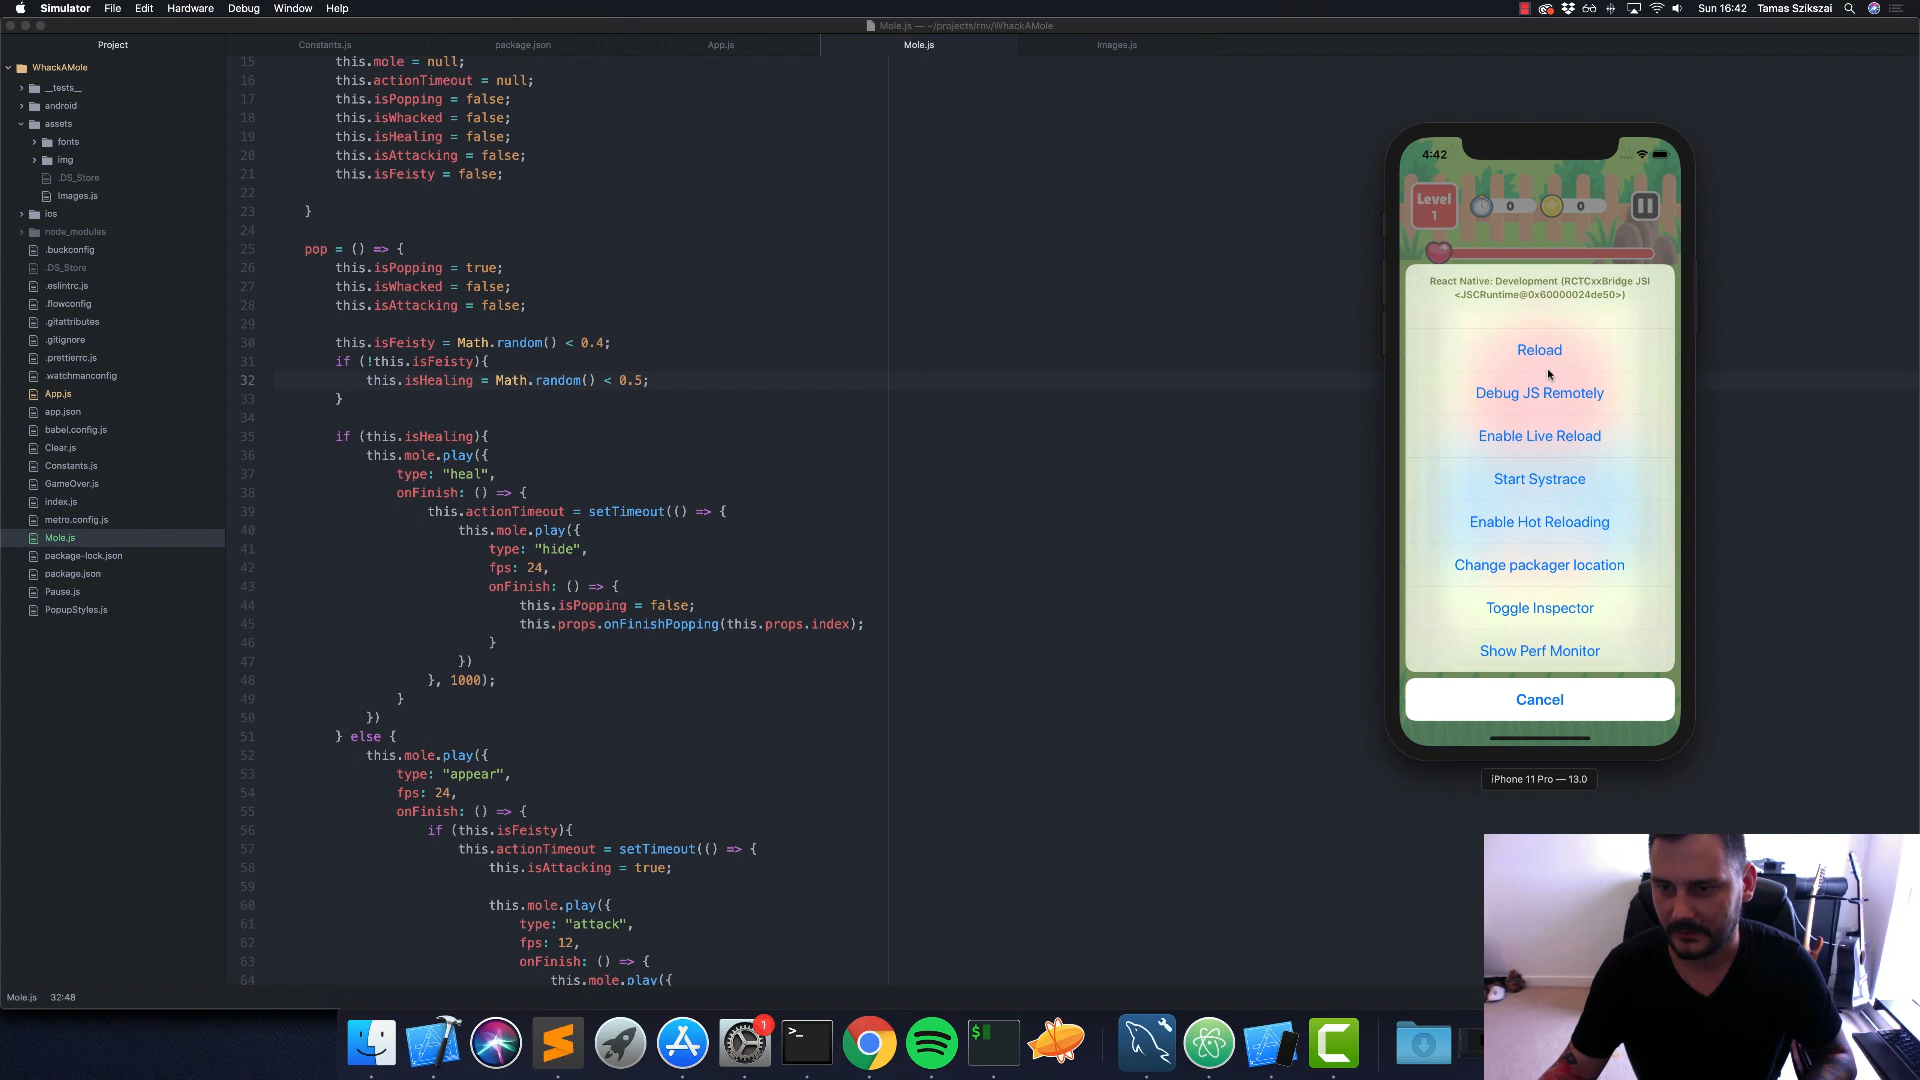 Simulator File Edit Hardware Debug Window Help
Sun 16:42 Tamas Szikszai
Mole.js — ~/projects/rnv/WhackAMole
Project
Constants.js package.json App.js Mole.js Images.js
WhackAMole
__tests__
android
assets
fonts
img
.DS_Store
Images.js
ios
node_modules
.buckconfig
.DS_Store
.eslintrc.js
.flowconfig
.gitattributes
.gitignore
.prettierrc.js
.watchmanconfig
App.js
app.json
babel.config.js
Clear.js
Constants.js
GameOver.js
index.js
metro.config.js
Mole.js
package-lock.json
package.json
Pause.js
PopupStyles.js
15 this.mole = null;
16 this.actionTimeout = null;
17 this.isPopping = false;
18 this.isWhacked = false;
19 this.isHealing = false;
20 this.isAttacking = false;
21 this.isFeisty = false;
22
23 }
24
25 pop = () => {
26 this.isPopping = true;
27 this.isWhacked = false;
28 this.isAttacking = false;
29
30 this.isFeisty = Math.random() < 0.4;
31 if (!this.isFeisty){
32 this.isHealing = Math.random() < 0.5;
33 }
34
35 if (this.isHealing){
36 this.mole.play({
37 type: "heal",
38 onFinish: () => {
39 this.actionTimeout = setTimeout(() => {
40 this.mole.play({
41 type: "hide",
42 fps: 24,
43 onFinish: () => {
44 this.isPopping = false;
45 this.props.onFinishPopping(this.props.index);
46 }
47 })
48 }, 1000);
49 }
50 })
51 } else {
52 this.mole.play({
53 type: "appear",
54 fps: 24,
55 onFinish: () => {
56 if (this.isFeisty){
57 this.actionTimeout = setTimeout(() => {
58 this.isAttacking = true;
59
60 this.mole.play({
61 type: "attack",
62 fps: 12,
63 onFinish: () => {
64 this.mole.play({
Mole.js 32:48
4:42
Level
1
0
0
React Native: Development (RCTCxxBridge JSI
<JSCRuntime@0x60000024de50>)
Reload
Debug JS Remotely
Enable Live Reload
Start Systrace
Enable Hot Reloading
Change packager location
Toggle Inspector
Show Perf Monitor
Cancel
iPhone 11 Pro — 13.0
1
>_
$
C